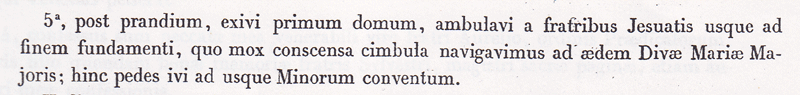 5ª, post prandium, exivi primum domum, ambulavi a fratribus Jesuatis usque ad
finem fundamenti, quo mox conscensa cimbula navigavimus ad ædem Divæ Mariæ Ma-
joris; hinc pedes ivi ad usque Minorum conventum.